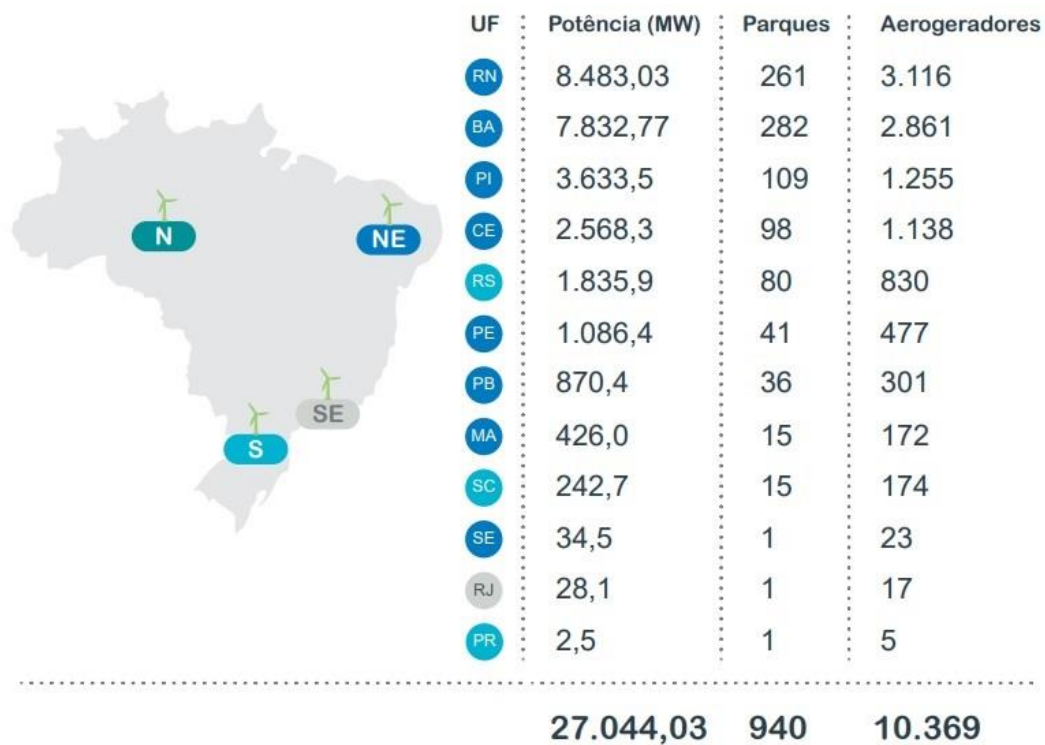 UF Potência (MW) Parques Aerogeradores
RN 8.483,03 261 3.116
BA 7.832,77 282 2.861
PI 3.633,5 109 1.255
CE 2.568,3 98 1.138
RS 1.835,9 80 830
PE 1.086,4 41 477
PB 870,4 36 301
MA 426,0 15 172
SC 242,7 15 174
SE 34,5 1 23
RJ 28,1 1 17
PR 2,5 1 5
27.044,03 940 10.369
N
NE
SE
S